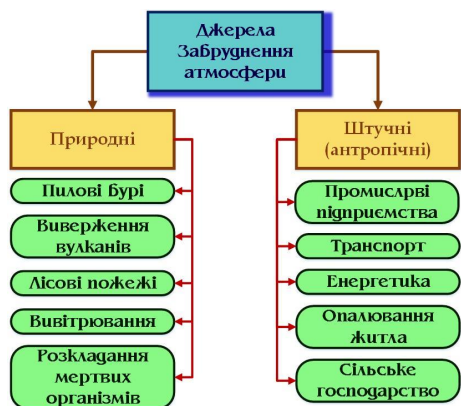 Джерела
Забруднення
атмосфери
Природні
Пилові бурі
Виверження
вулканів
Лісові пожежі
Вивітрювання
Розкладання
мертвих
організмів
Штучні
(антропічні)
Промислрві
підприємства
Транспорт
Енергетика
Опалювання
житла
Сільське
господарство